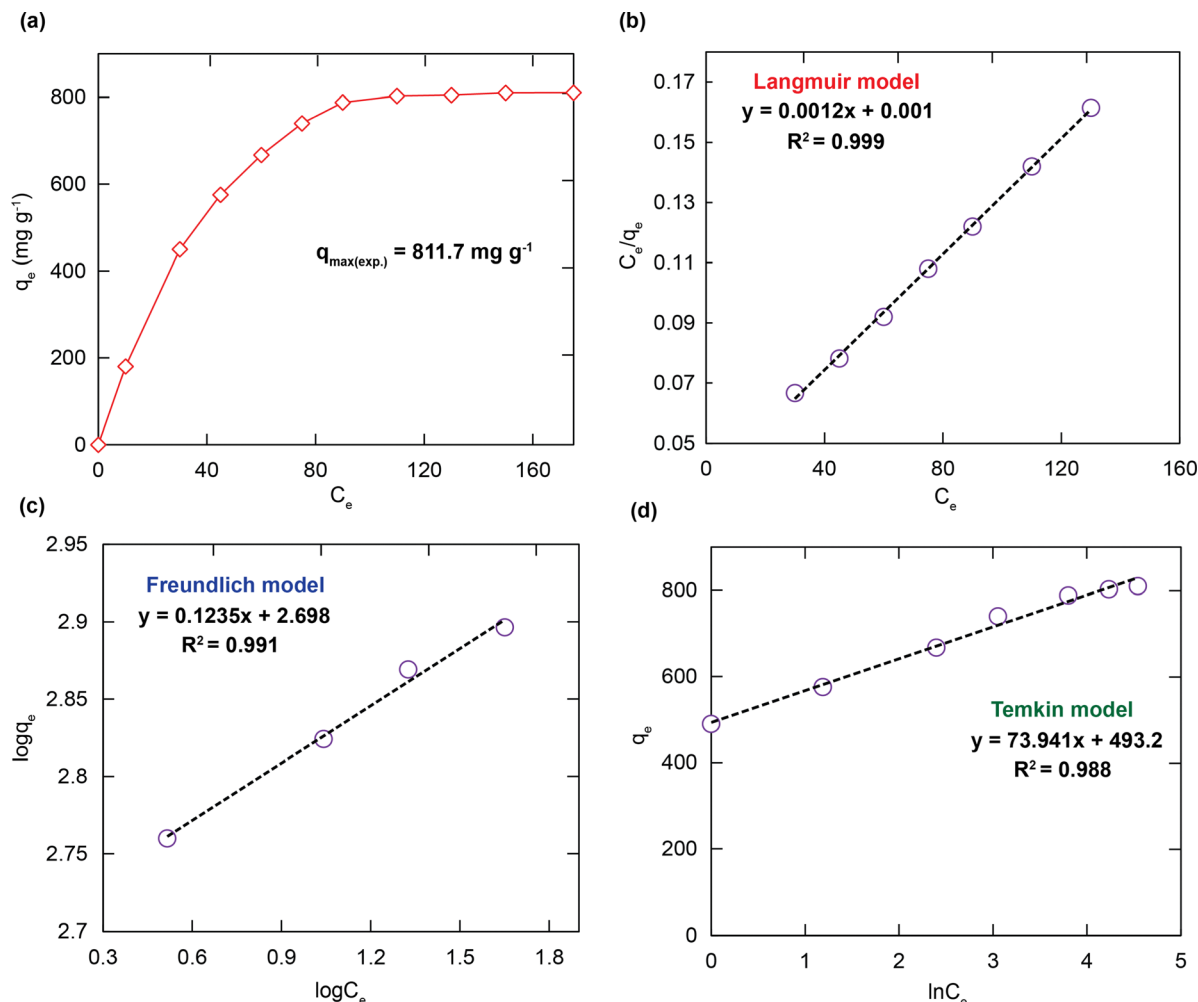 (a)
800
600
400
200
0
0 40 80 120 160
qₑ (mg g⁻¹)
Cₑ
qmax(exp.) = 811.7 mg g⁻¹
(b)
Langmuir model
y = 0.0012x + 0.001
R² = 0.999
0.17
0.15
0.13
0.11
0.09
0.07
0.05
0 40 80 120 160
Cₑ/qₑ
Cₑ
(c)
Freundlich model
y = 0.1235x + 2.698
R² = 0.991
2.95
2.9
2.85
2.8
2.75
2.7
0.3 0.6 0.9 1.2 1.5 1.8
logqₑ
logCₑ
(d)
800
600
400
200
0
0 1 2 3 4 5
qₑ
Temkin model
y = 73.941x + 493.2
R² = 0.988
lnCₑ